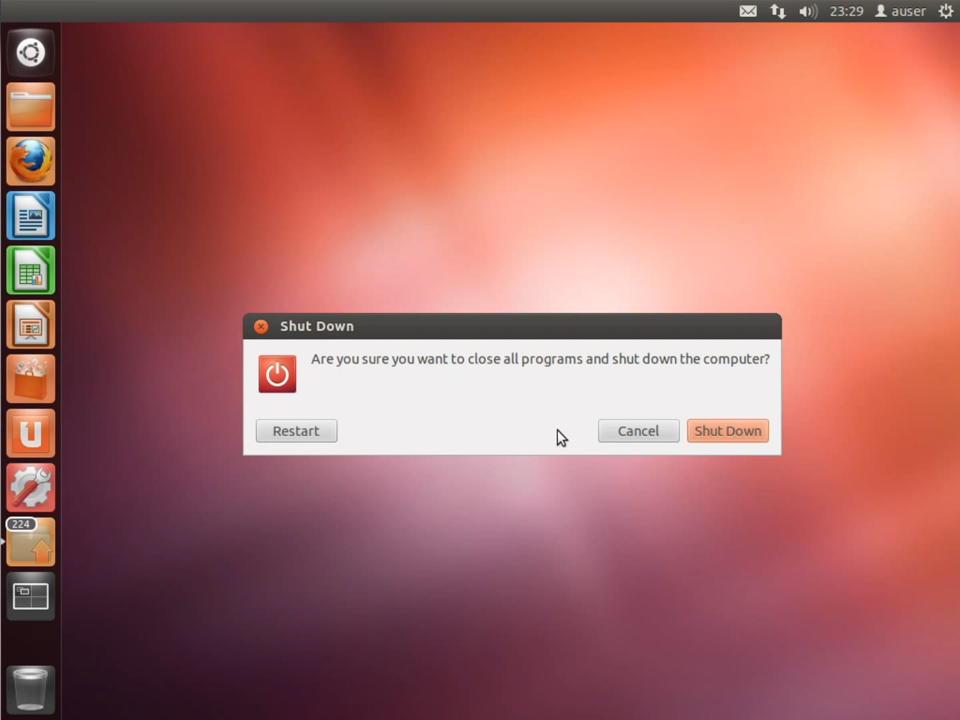 23:29 auser
Shut Down
Are you sure you want to close all programs and shut down the computer?
Restart Cancel Shut Down
224